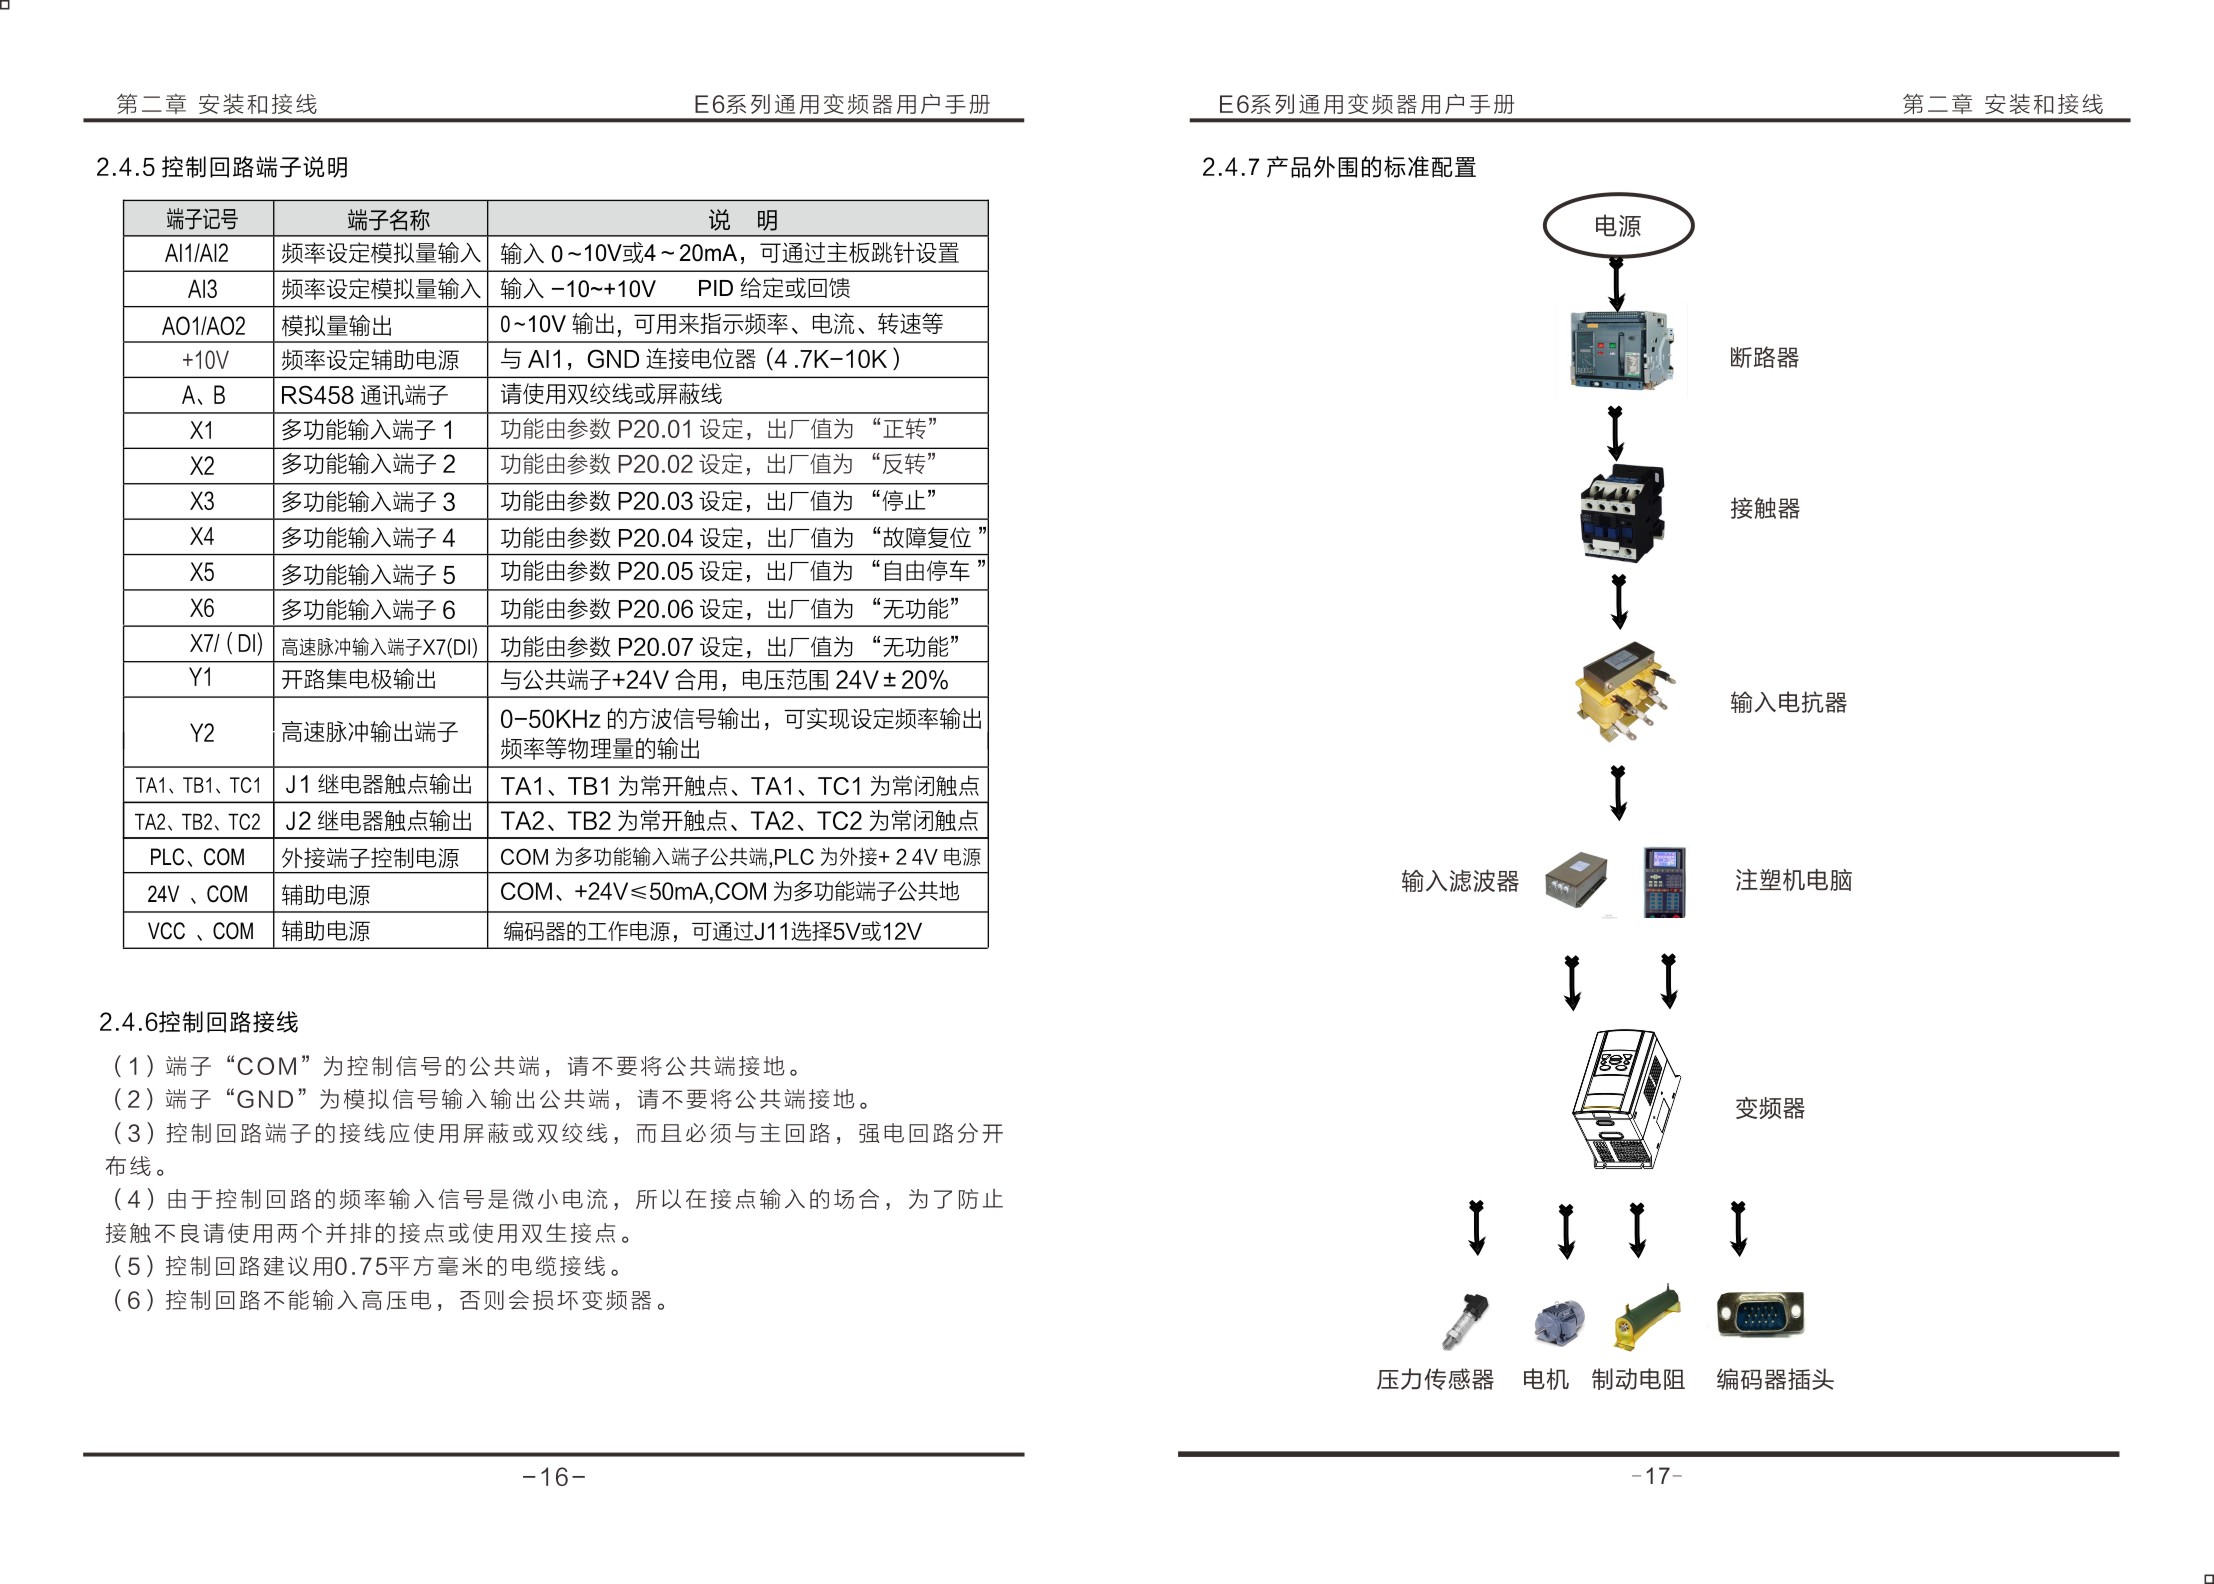 第二章 安装和接线
E6系列通用变频器用户手册
2.4.5 控制回路端子说明
端子记号 端子名称 说 明
AI1/AI2 频率设定模拟量输入 输入 0~10V或4~20mA，可通过主板跳针设置
AI3 频率设定模拟量输入 输入 -10~+10V PID 给定或回馈
AO1/AO2 模拟量输出 0~10V 输出，可用来指示频率、电流、转速等
+10V 频率设定辅助电源 与 AI1，GND 连接电位器（4 .7K-10K）
A、B RS458 通讯端子 请使用双绞线或屏蔽线
X1 多功能输入端子 1 功能由参数 P20.01 设定，出厂值为 “正转”
X2 多功能输入端子 2 功能由参数 P20.02 设定，出厂值为 “反转”
X3 多功能输入端子 3 功能由参数 P20.03 设定，出厂值为 “停止”
X4 多功能输入端子 4 功能由参数 P20.04 设定，出厂值为 “故障复位 ”
X5 多功能输入端子 5 功能由参数 P20.05 设定，出厂值为 “自由停车 ”
X6 多功能输入端子 6 功能由参数 P20.06 设定，出厂值为 “无功能”
X7/（DI) 高速脉冲输入端子X7(DI) 功能由参数 P20.07 设定，出厂值为 “无功能”
Y1 开路集电极输出 与公共端子+24V 合用，电压范围 24V±20%
Y2 高速脉冲输出端子 0-50KHz 的方波信号输出，可实现设定频率输出
频率等物理量的输出
TA1、TB1、TC1 J1 继电器触点输出 TA1、TB1 为常开触点、TA1、TC1 为常闭触点
TA2、TB2、TC2 J2 继电器触点输出 TA2、TB2 为常开触点、TA2、TC2 为常闭触点
PLC、COM 外接端子控制电源 COM 为多功能输入端子公共端,PLC 为外接+ 2 4V 电源
24V 、COM 辅助电源 COM、+24V≤50mA,COM 为多功能端子公共地
VCC 、COM 辅助电源 编码器的工作电源，可通过J11选择5V或12V
2.4.6控制回路接线
（1）端子“COM”为控制信号的公共端，请不要将公共端接地。
（2）端子“GND”为模拟信号输入输出公共端，请不要将公共端接地。
（3）控制回路端子的接线应使用屏蔽或双绞线，而且必须与主回路，强电回路分开
布线。
（4）由于控制回路的频率输入信号是微小电流，所以在接点输入的场合，为了防止
接触不良请使用两个并排的接点或使用双生接点。
（5）控制回路建议用0.75平方毫米的电缆接线。
（6）控制回路不能输入高压电，否则会损坏变频器。
-16-
E6系列通用变频器用户手册
第二章 安装和接线
2.4.7 产品外围的标准配置
电源
断路器
接触器
输入电抗器
输入滤波器
注塑机电脑
变频器
压力传感器 电机 制动电阻 编码器插头
-17-